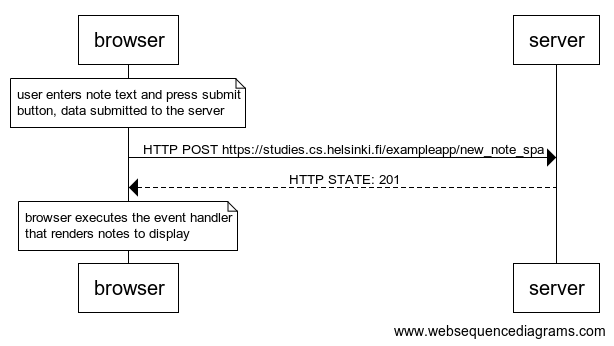 browser
server
user enters note text and press submit
button, data submitted to the server
HTTP POST https://studies.cs.helsinki.fi/exampleapp/new_note_spa
HTTP STATE: 201
browser executes the event handler
that renders notes to display
browser
server
www.websequencediagrams.com